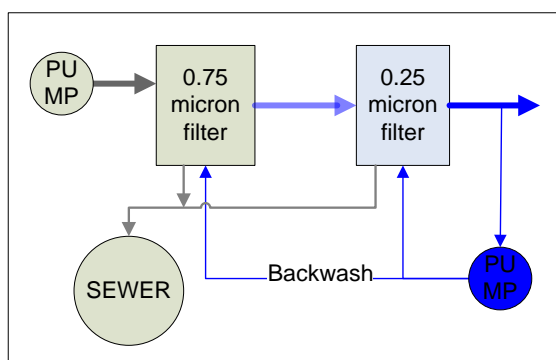 PU
MP
0.75
micron
filter
0.25
micron
filter
Backwash
PU
MP
SEWER